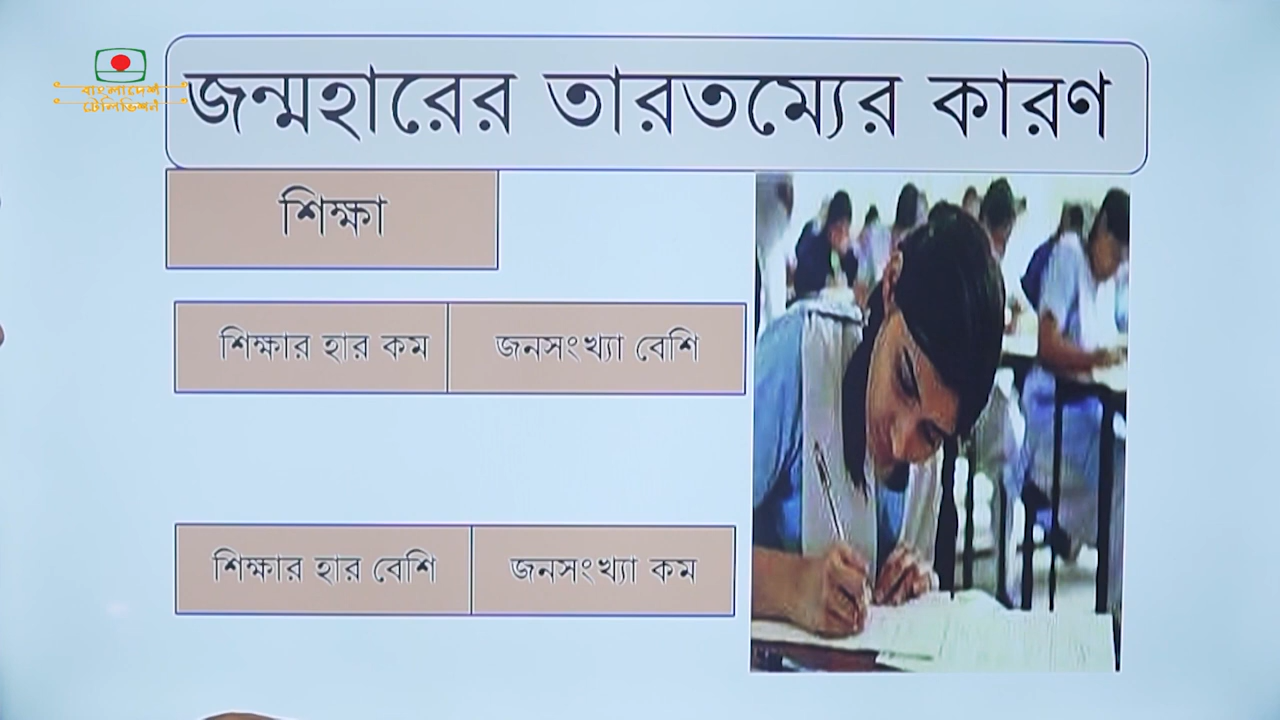 বাংলাদেশ
টেলিভিশন
জন্মহারের তারতম্যের কারণ
শিক্ষা
শিক্ষার হার কম জনসংখ্যা বেশি
শিক্ষার হার বেশি জনসংখ্যা কম